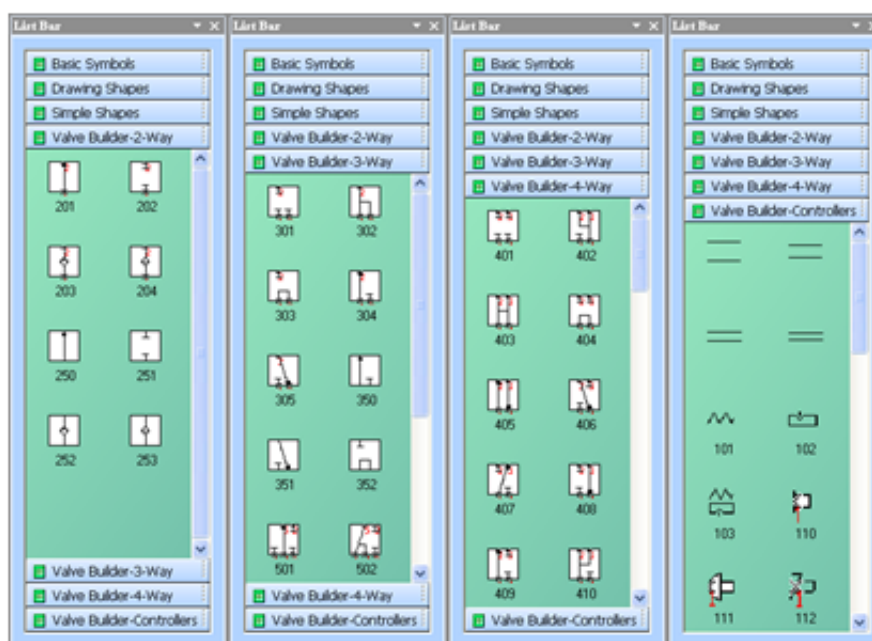 List Bar
Basic Symbols
Drawing Shapes
Simple Shapes
Valve Builder-2-Way
201 202
203 204
250 251
252 253
Valve Builder-3-Way
Valve Builder-4-Way
Valve Builder-Controllers
List Bar
Basic Symbols
Drawing Shapes
Simple Shapes
Valve Builder-2-Way
Valve Builder-3-Way
301 302
303 304
305 350
351 352
501 502
Valve Builder-4-Way
Valve Builder-Controllers
List Bar
Basic Symbols
Drawing Shapes
Simple Shapes
Valve Builder-2-Way
Valve Builder-3-Way
Valve Builder-4-Way
401 402
403 404
405 406
407 408
409 410
Valve Builder-Controllers
List Bar
Basic Symbols
Drawing Shapes
Simple Shapes
Valve Builder-2-Way
Valve Builder-3-Way
Valve Builder-4-Way
Valve Builder-Controllers
101 102
103 110
111 112